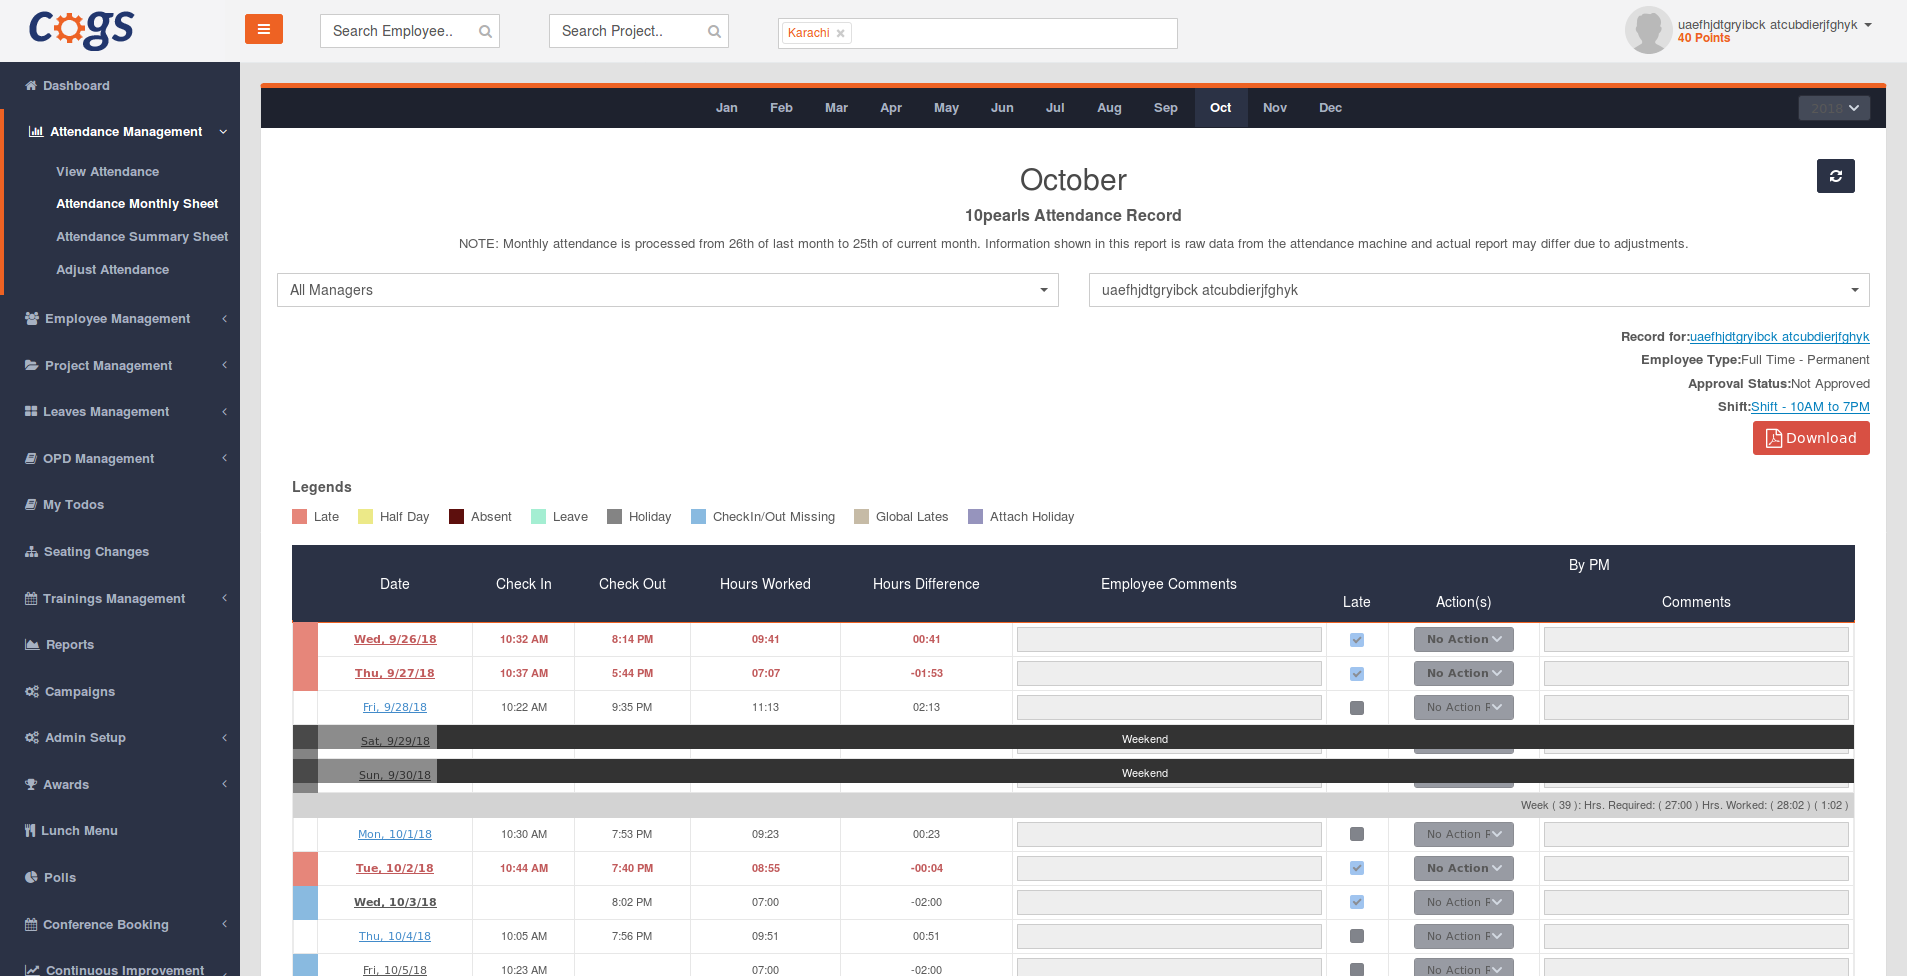 cogs
Search Employee..
Search Project..
Karachi
uaefhjdtgryibck atcubdierjfghyk
40 Points
Dashboard
Attendance Management
View Attendance
Attendance Monthly Sheet
Attendance Summary Sheet
Adjust Attendance
Employee Management
Project Management
Leaves Management
OPD Management
My Todos
Seating Changes
Trainings Management
Reports
Campaigns
Admin Setup
Awards
Lunch Menu
Polls
Conference Booking
Continuous Improvement
Jan Feb Mar Apr May Jun Jul Aug Sep Oct Nov Dec 2018
October
10pearls Attendance Record
NOTE: Monthly attendance is processed from 26th of last month to 25th of current month. Information shown in this report is raw data from the attendance machine and actual report may differ due to adjustments.
All Managers uaefhjdtgryibck atcubdierjfghyk
Record for:uaefhjdtgryibck atcubdierjfghyk
Employee Type:Full Time - Permanent
Approval Status:Not Approved
Shift:Shift - 10AM to 7PM
Download
Legends
Late Half Day Absent Leave Holiday CheckIn/Out Missing Global Lates Attach Holiday
By PM
Date Check In Check Out Hours Worked Hours Difference Employee Comments
Late Action(s) Comments
Wed, 9/26/18 10:32 AM 8:14 PM 09:41 00:41 No Action
Thu, 9/27/18 10:37 AM 5:44 PM 07:07 -01:53 No Action
Fri, 9/28/18 10:22 AM 9:35 PM 11:13 02:13 No Action
Sat, 9/29/18 Weekend
Sun, 9/30/18 Weekend
Week ( 39 ): Hrs. Required: ( 27:00 ) Hrs. Worked: ( 28:02 ) ( 1:02 )
Mon, 10/1/18 10:30 AM 7:53 PM 09:23 00:23 No Action
Tue, 10/2/18 10:44 AM 7:40 PM 08:55 -00:04 No Action
Wed, 10/3/18 8:02 PM 07:00 -02:00 No Action
Thu, 10/4/18 10:05 AM 7:56 PM 09:51 00:51 No Action
Fri, 10/5/18 10:23 AM 07:00 -02:00 No Action